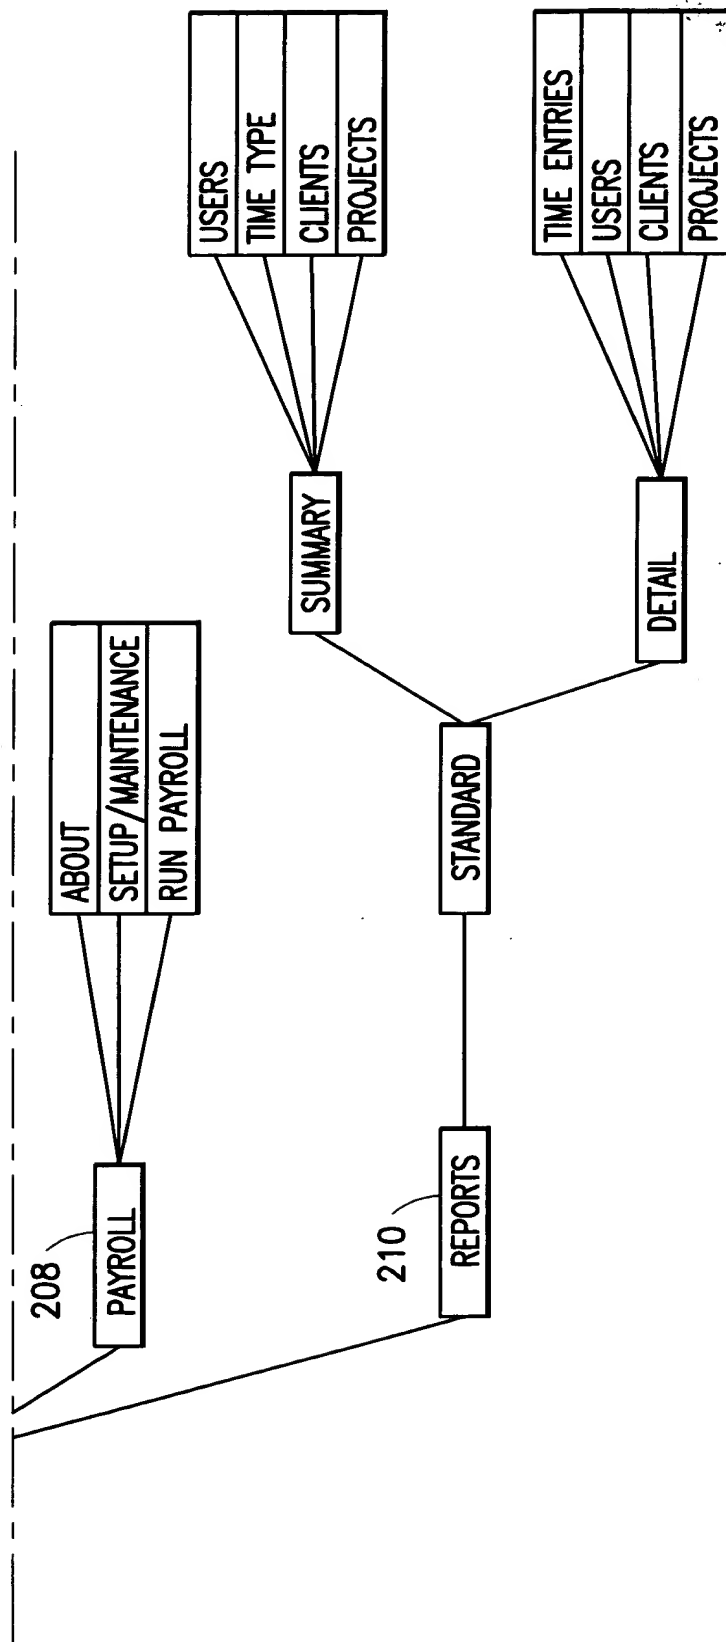 208
PAYROLL
ABOUT
SETUP/MAINTENANCE
RUN PAYROLL
210
REPORTS
STANDARD
SUMMARY
USERS
TIME TYPE
CLIENTS
PROJECTS
DETAIL
TIME ENTRIES
USERS
CLIENTS
PROJECTS